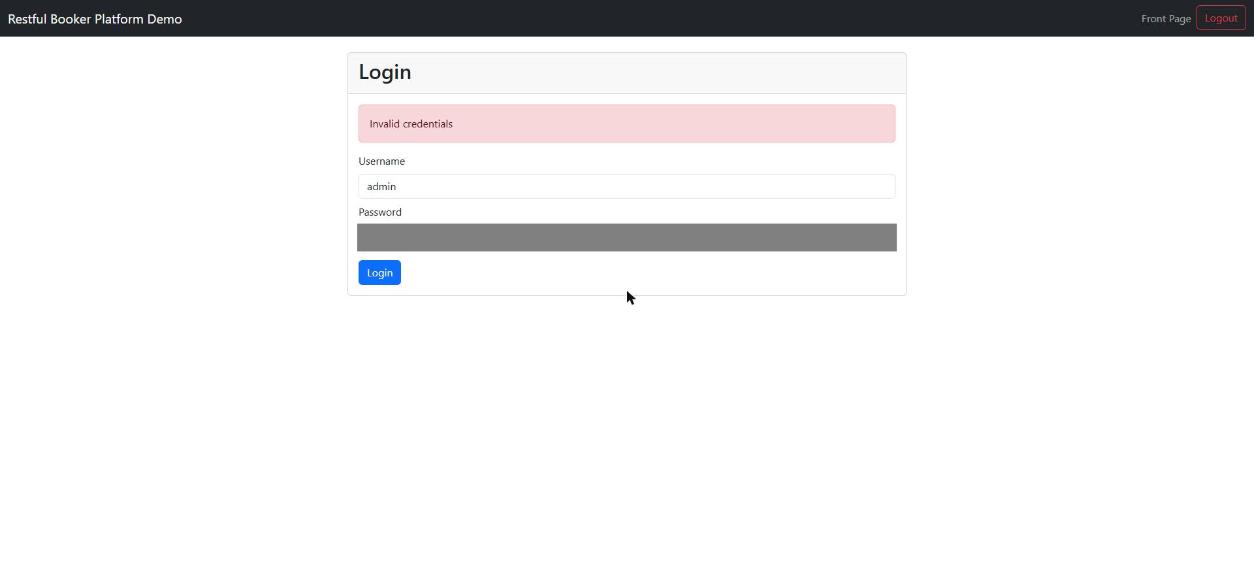 Restful Booker Platform Demo
Front Page
Logout
Login
Invalid credentials
Username
admin
Password
Login